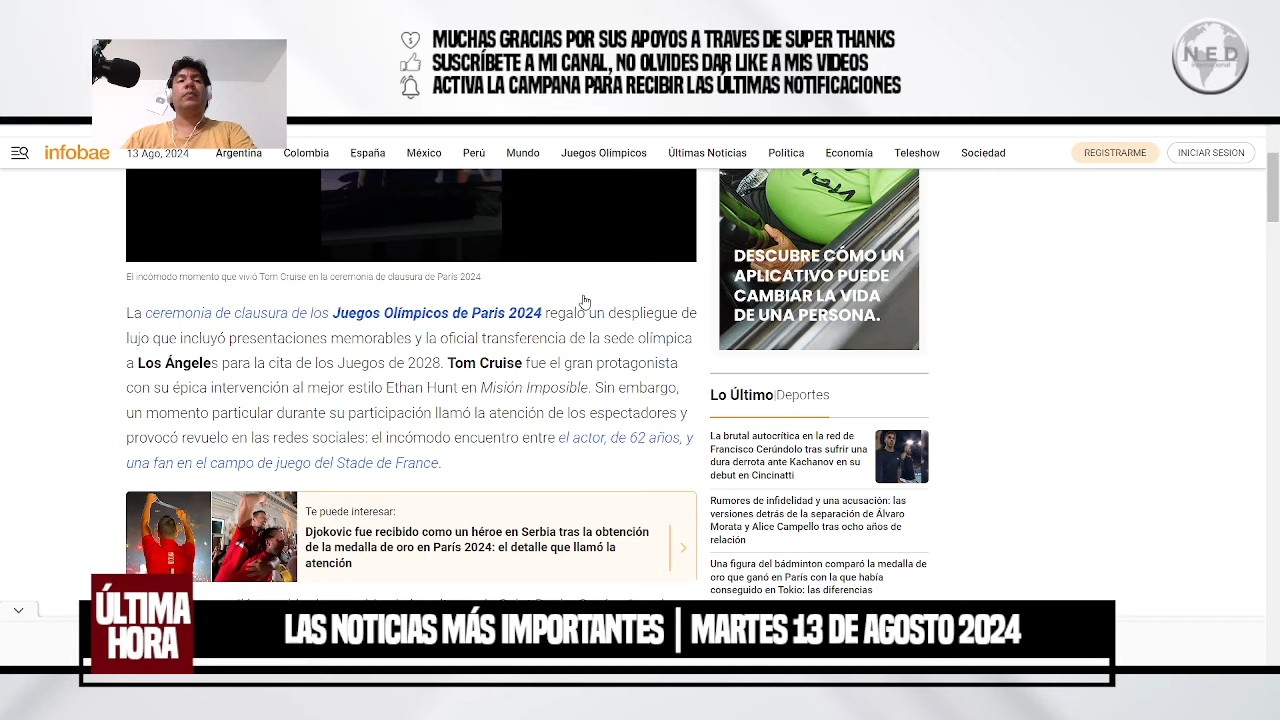 MUCHAS GRACIAS POR SUS APOYOS A TRAVES DE SUPER THANKS
SUSCRÍBETE A MI CANAL, NO OLVIDES DAR LIKE A MIS VIDEOS
ACTIVA LA CAMPANA PARA RECIBIR LAS ÚLTIMAS NOTIFICACIONES
N.E.D
international
infobae
13 Ago, 2024
Argentina
Colombia
España
México
Perú
Mundo
Juegos Olímpicos
Últimas Noticias
Política
Economía
Teleshow
Sociedad
REGISTRARME
INICIAR SESION
El incómodo momento que vivió Tom Cruise en la ceremonia de clausura de París 2024
La ceremonia de clausura de los Juegos Olímpicos de Paris 2024 regaló un despliegue de
lujo que incluyó presentaciones memorables y la oficial transferencia de la sede olímpica
a Los Ángeles para la cita de los Juegos de 2028. Tom Cruise fue el gran protagonista
con su épica intervención al mejor estilo Ethan Hunt en Misión Imposible. Sin embargo,
un momento particular durante su participación llamó la atención de los espectadores y
provocó revuelo en las redes sociales: el incómodo encuentro entre el actor, de 62 años, y
una fan en el campo de juego del Stade de France.
Te puede interesar:
Djokovic fue recibido como un héroe en Serbia tras la obtención
de la medalla de oro en París 2024: el detalle que llamó la
atención
DESCUBRE CÓMO UN
APLICATIVO PUEDE
CAMBIAR LA VIDA
DE UNA PERSONA.
Lo Último|Deportes
La brutal autocrítica en la red de
Francisco Cerúndolo tras sufrir una
dura derrota ante Kachanov en su
debut en Cincinatti
Rumores de infidelidad y una acusación: las
versiones detrás de la separación de Álvaro
Morata y Alice Campello tras ocho años de
relación
Una figura del bádminton comparó la medalla de
oro que ganó en París con la que había
conseguido en Tokio: las diferencias
ÚLTIMA
HORA
LAS NOTICIAS MÁS IMPORTANTES | MARTES 13 DE AGOSTO 2024